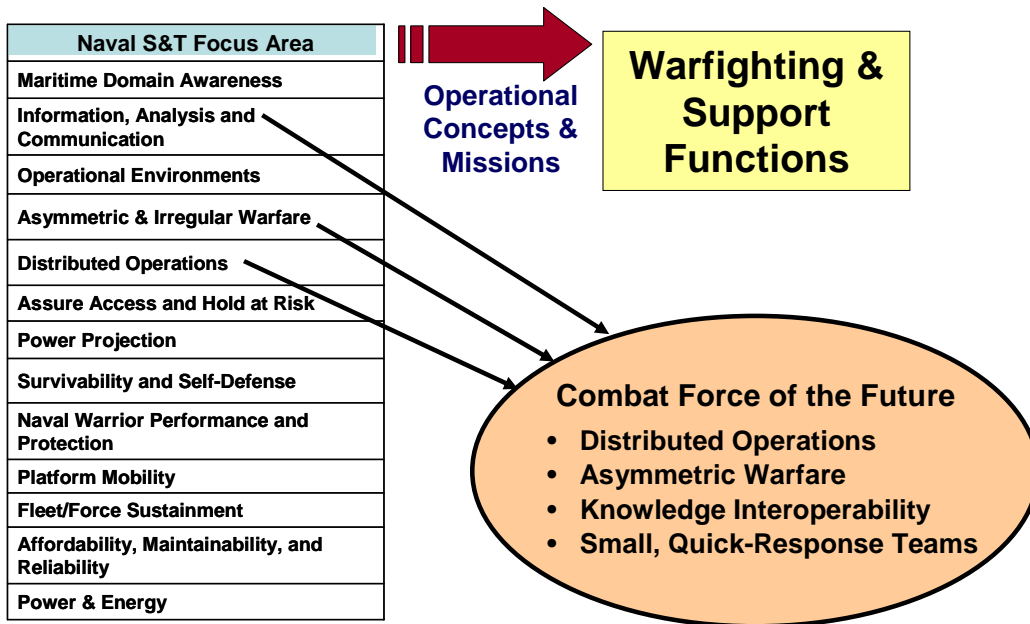 Naval S&T Focus Area
Maritime Domain Awareness
Information, Analysis and
Communication
Operational Environments
Asymmetric & Irregular Warfare
Distributed Operations
Assure Access and Hold at Risk
Power Projection
Survivability and Self-Defense
Naval Warrior Performance and
Protection
Platform Mobility
Fleet/Force Sustainment
Affordability, Maintainability, and
Reliability
Power & Energy
Operational
Concepts &
Missions
Warfighting &
Support
Functions
Combat Force of the Future
• Distributed Operations
• Asymmetric Warfare
• Knowledge Interoperability
• Small, Quick-Response Teams